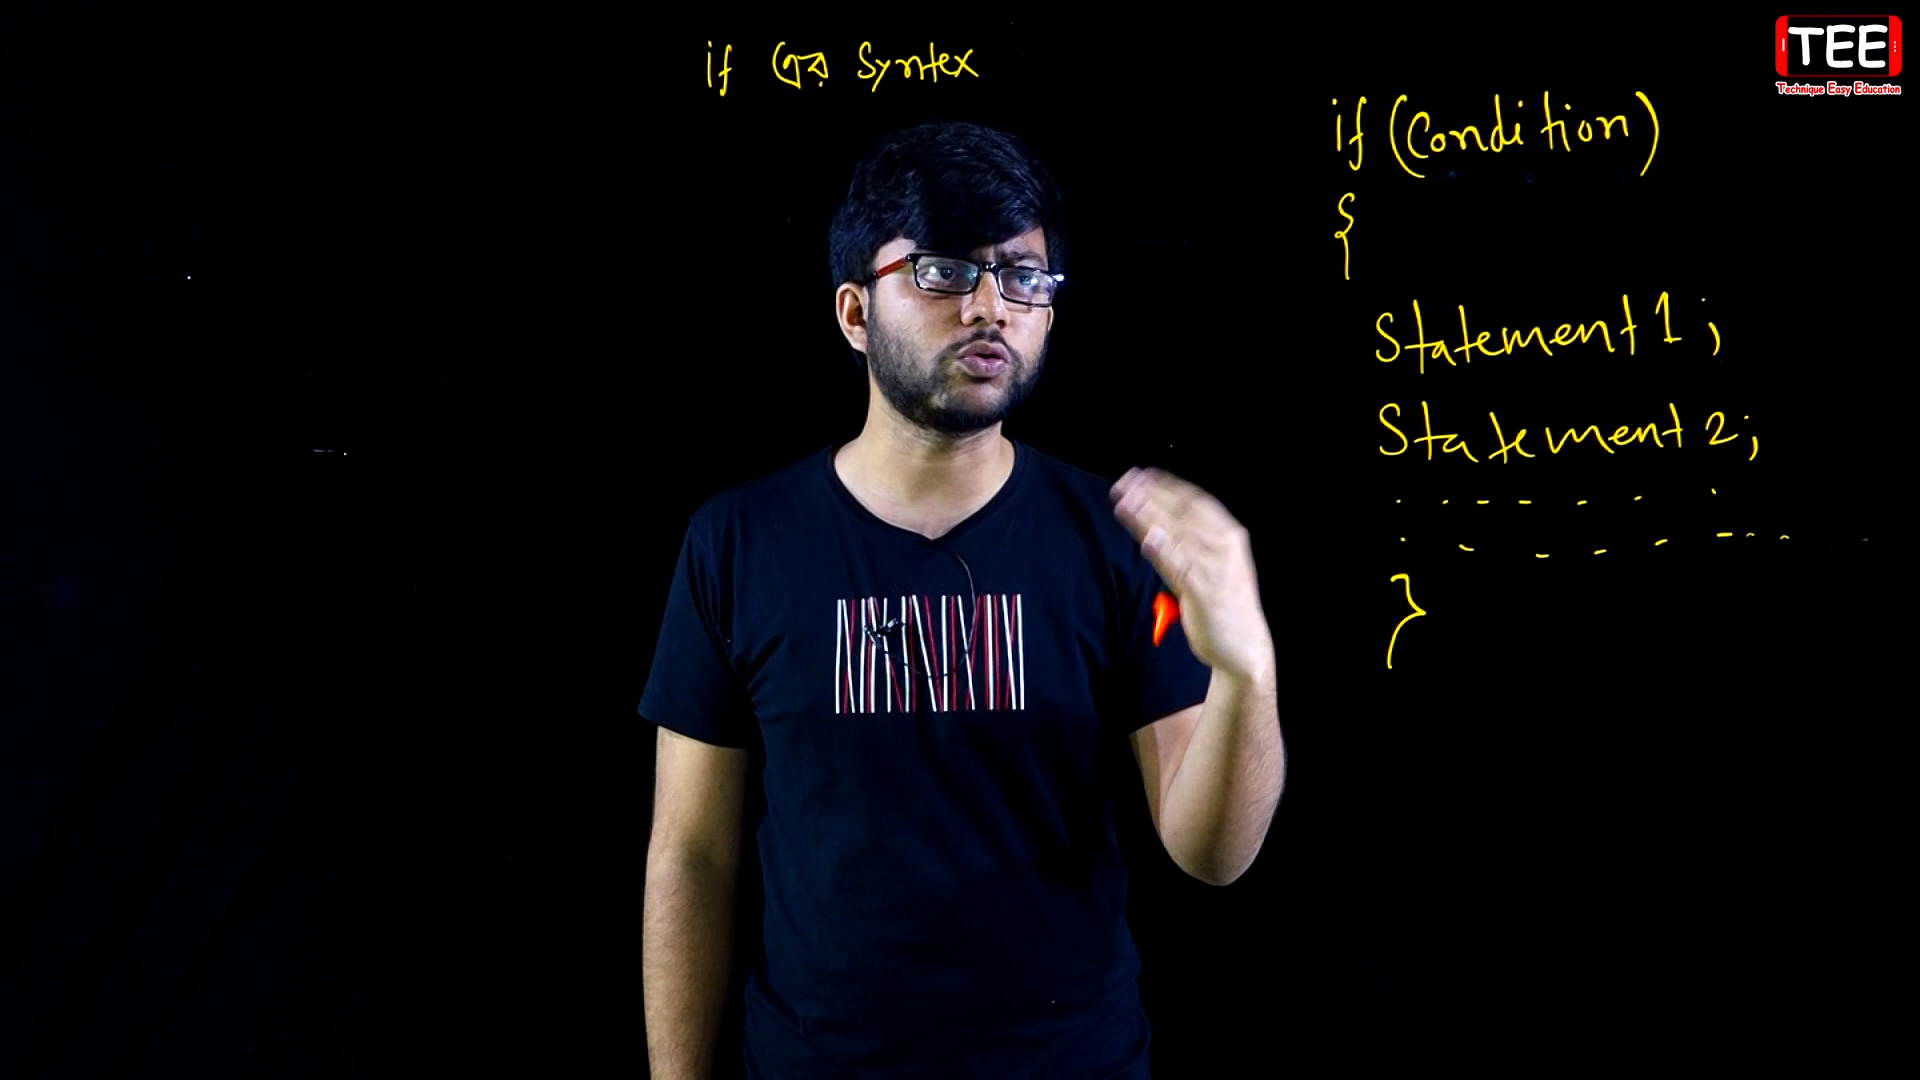 if এর Syntex
TEE
Technique Easy Education
if (Condition)
{
Statement 1;
Statement 2;
. . - - - - .
. - - - - - - - -
}